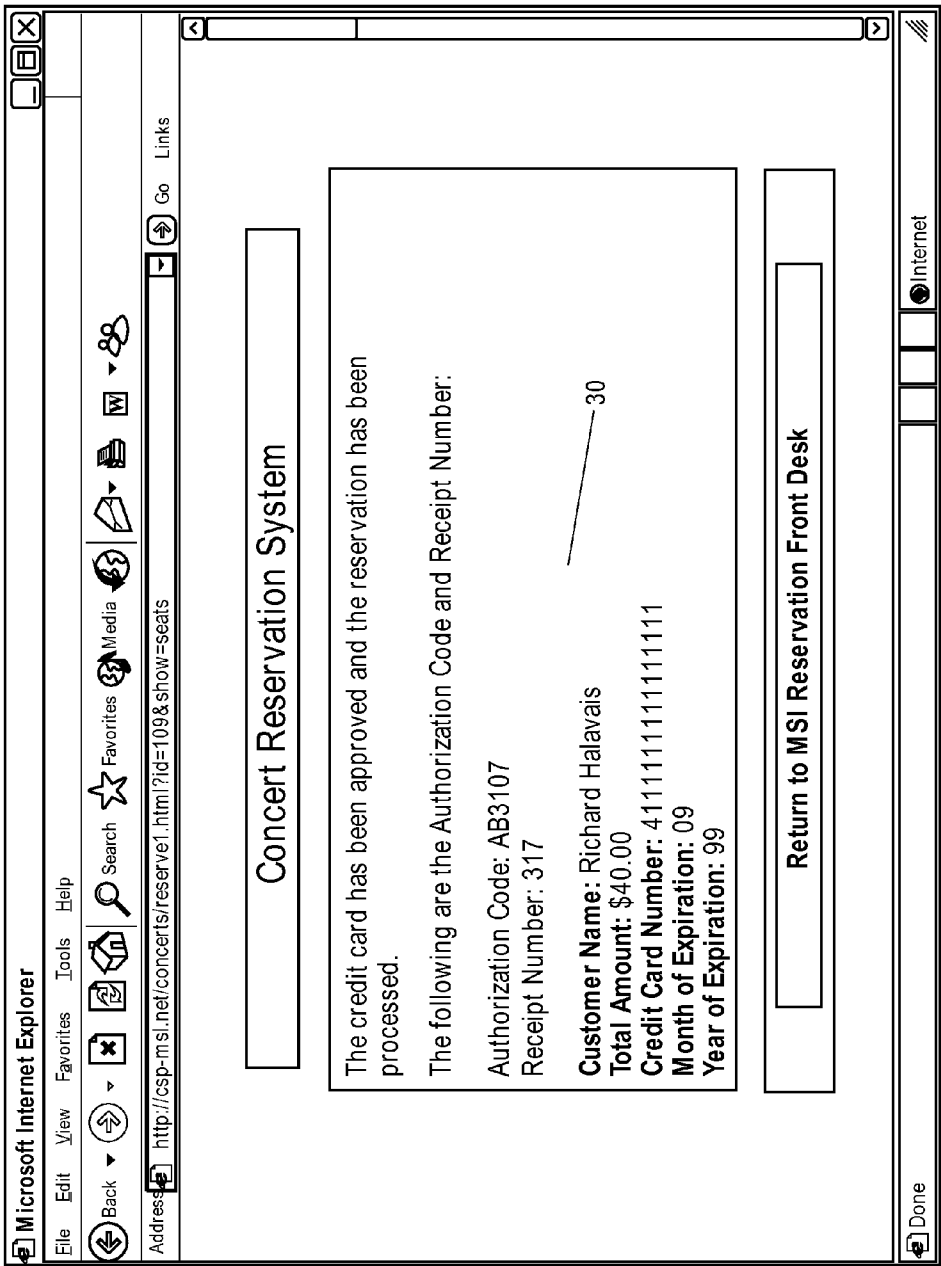 Microsoft Internet Explorer
File Edit View Favorites Tools Help
Back Search Favorites Media W
Address http://csp-msl.net/concerts/reserve1.html?id=109&show=seats Go Links
Concert Reservation System
The credit card has been approved and the reservation has been
processed.
The following are the Authorization Code and Receipt Number:
Authorization Code: AB3107
Receipt Number: 317
30
Customer Name: Richard Halavais
Total Amount: $40.00
Credit Card Number: 4111111111111111
Month of Expiration: 09
Year of Expiration: 99
Return to MSI Reservation Front Desk
Done Internet